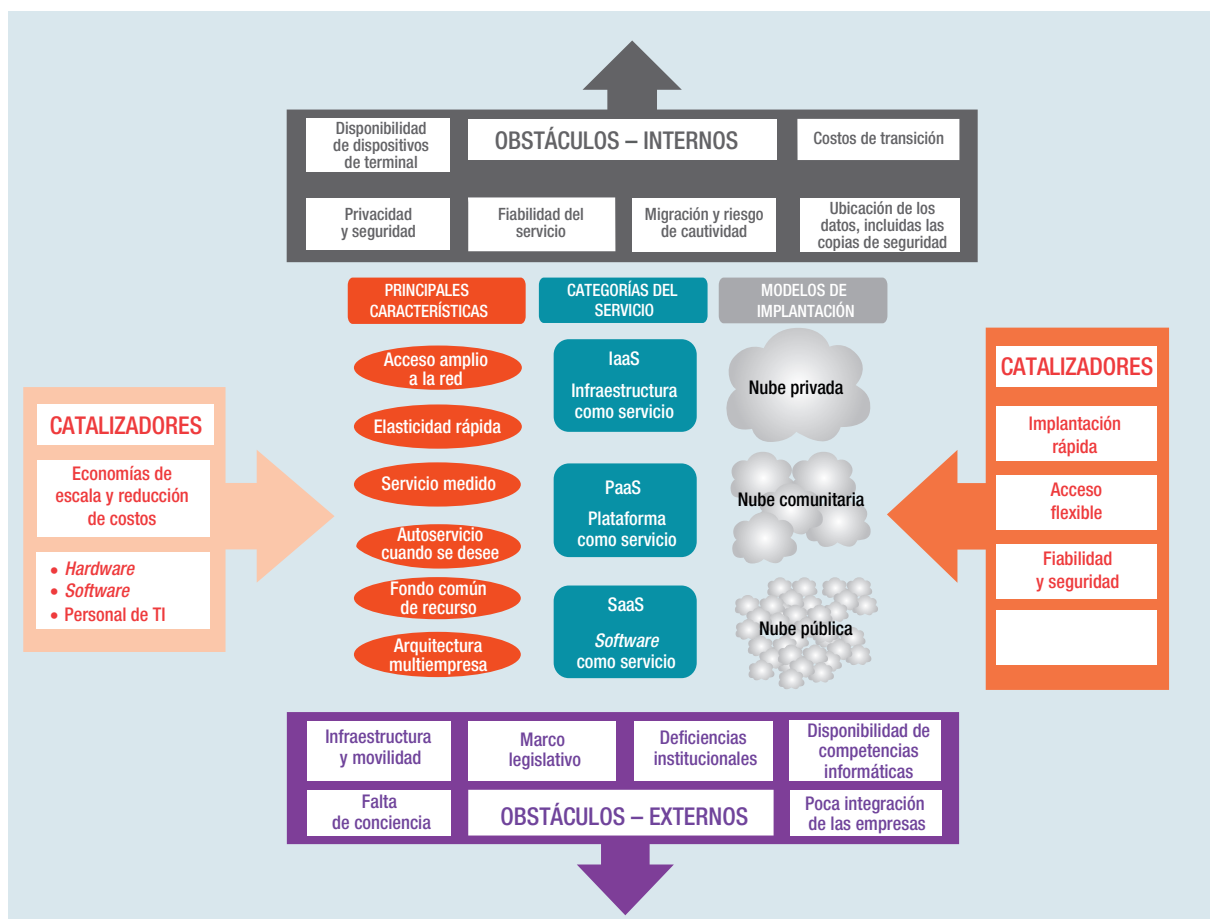 Disponibilidad
de dispositivos
de terminal
OBSTÁCULOS – INTERNOS
Costos de transición
Privacidad
y seguridad
Fiabilidad del
servicio
Migración y riesgo
de cautividad
Ubicación de los
datos, incluidas las
copias de seguridad
PRINCIPALES
CARACTERÍSTICAS
CATEGORÍAS DEL
SERVICIO
MODELOS DE
IMPLANTACIÓN
CATALIZADORES
Economías de
escala y reducción
de costos
• Hardware
• Software
• Personal de TI
Acceso amplio
a la red
Elasticidad rápida
Servicio medido
Autoservicio
cuando se desee
Fondo común
de recurso
Arquitectura
multiempresa
IaaS
Infraestructura
como servicio
PaaS
Plataforma
como servicio
SaaS
Software
como servicio
Nube privada
Nube comunitaria
Nube pública
CATALIZADORES
Implantación
rápida
Acceso
flexible
Fiabilidad
y seguridad
Infraestructura
y movilidad
Marco
legislativo
Deficiencias
institucionales
Disponibilidad de
competencias
informáticas
Falta
de conciencia
OBSTÁCULOS – EXTERNOS
Poca integración
de las empresas